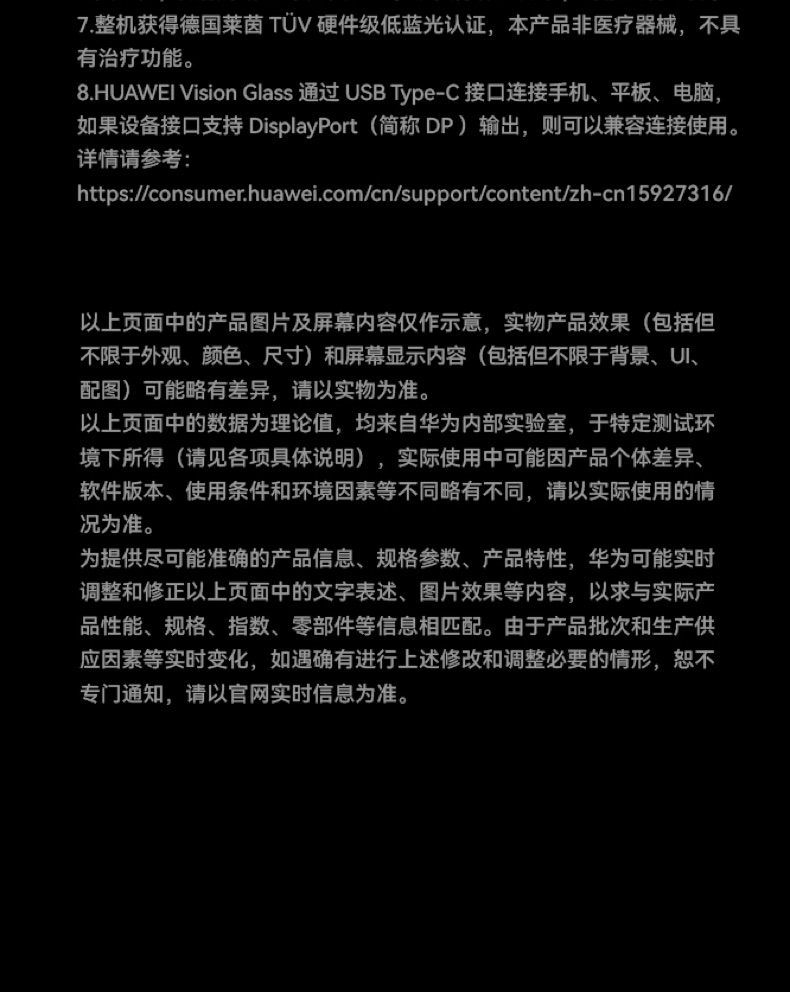 7.整机获得德国莱茵 TÜV 硬件级低蓝光认证，本产品非医疗器械，不具
有治疗功能。
8.HUAWEI Vision Glass 通过 USB Type-C 接口连接手机、平板、电脑，
如果设备接口支持 DisplayPort（简称 DP ）输出，则可以兼容连接使用。
详情请参考：
https://consumer.huawei.com/cn/support/content/zh-cn15927316/
以上页面中的产品图片及屏幕内容仅作示意，实物产品效果（包括但
不限于外观、颜色、尺寸）和屏幕显示内容（包括但不限于背景、UI、
配图）可能略有差异，请以实物为准。
以上页面中的数据为理论值，均来自华为内部实验室，于特定测试环
境下所得（请见各项具体说明），实际使用中可能因产品个体差异、
软件版本、使用条件和环境因素等不同略有不同，请以实际使用的情
况为准。
为提供尽可能准确的产品信息、规格参数、产品特性，华为可能实时
调整和修正以上页面中的文字表述、图片效果等内容，以求与实际产
品性能、规格、指数、零部件等信息相匹配。由于产品批次和生产供
应因素等实时变化，如遇确有进行上述修改和调整必要的情形，恕不
专门通知，请以官网实时信息为准。